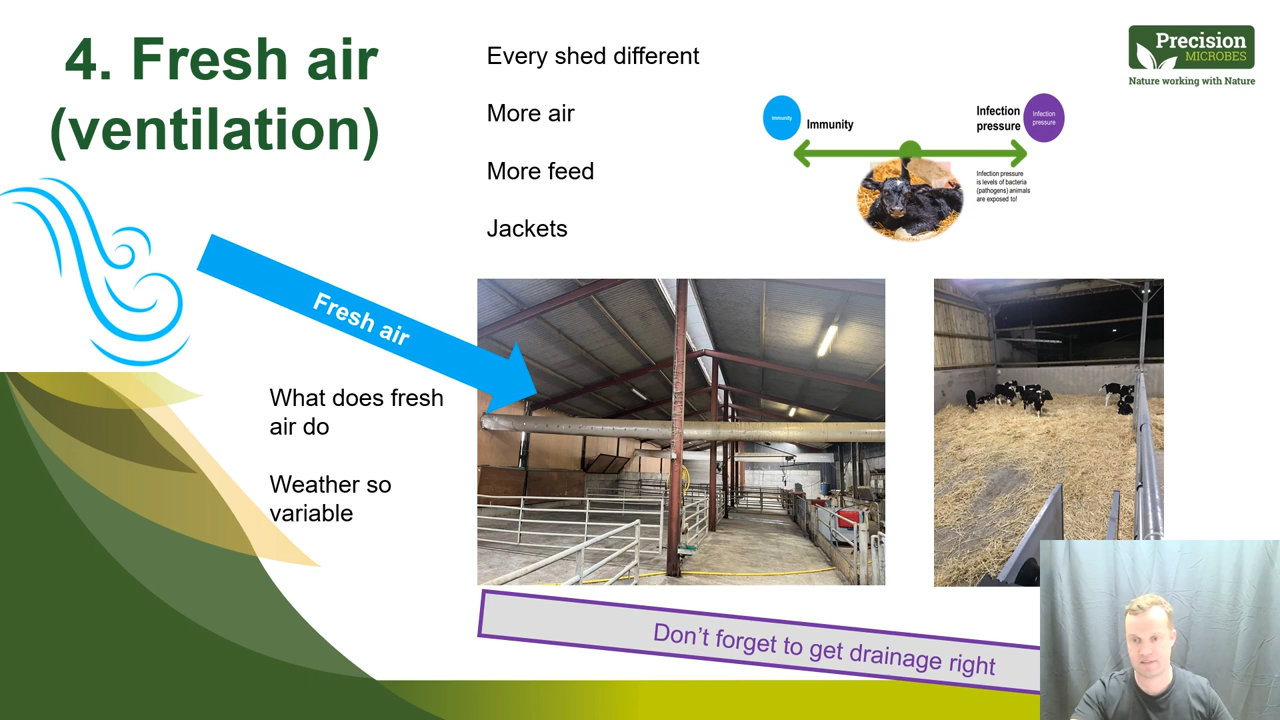 4. Fresh air
(ventilation)
Every shed different
More air
More feed
Jackets
Precision
MICROBES
Nature working with Nature
Immunity
Immunity
Infection
pressure
Infection
pressure
Infection pressure
is levels of bacteria
(pathogens) animals
are exposed to!
Fresh air
What does fresh
air do
Weather so
variable
Don't forget to get drainage right